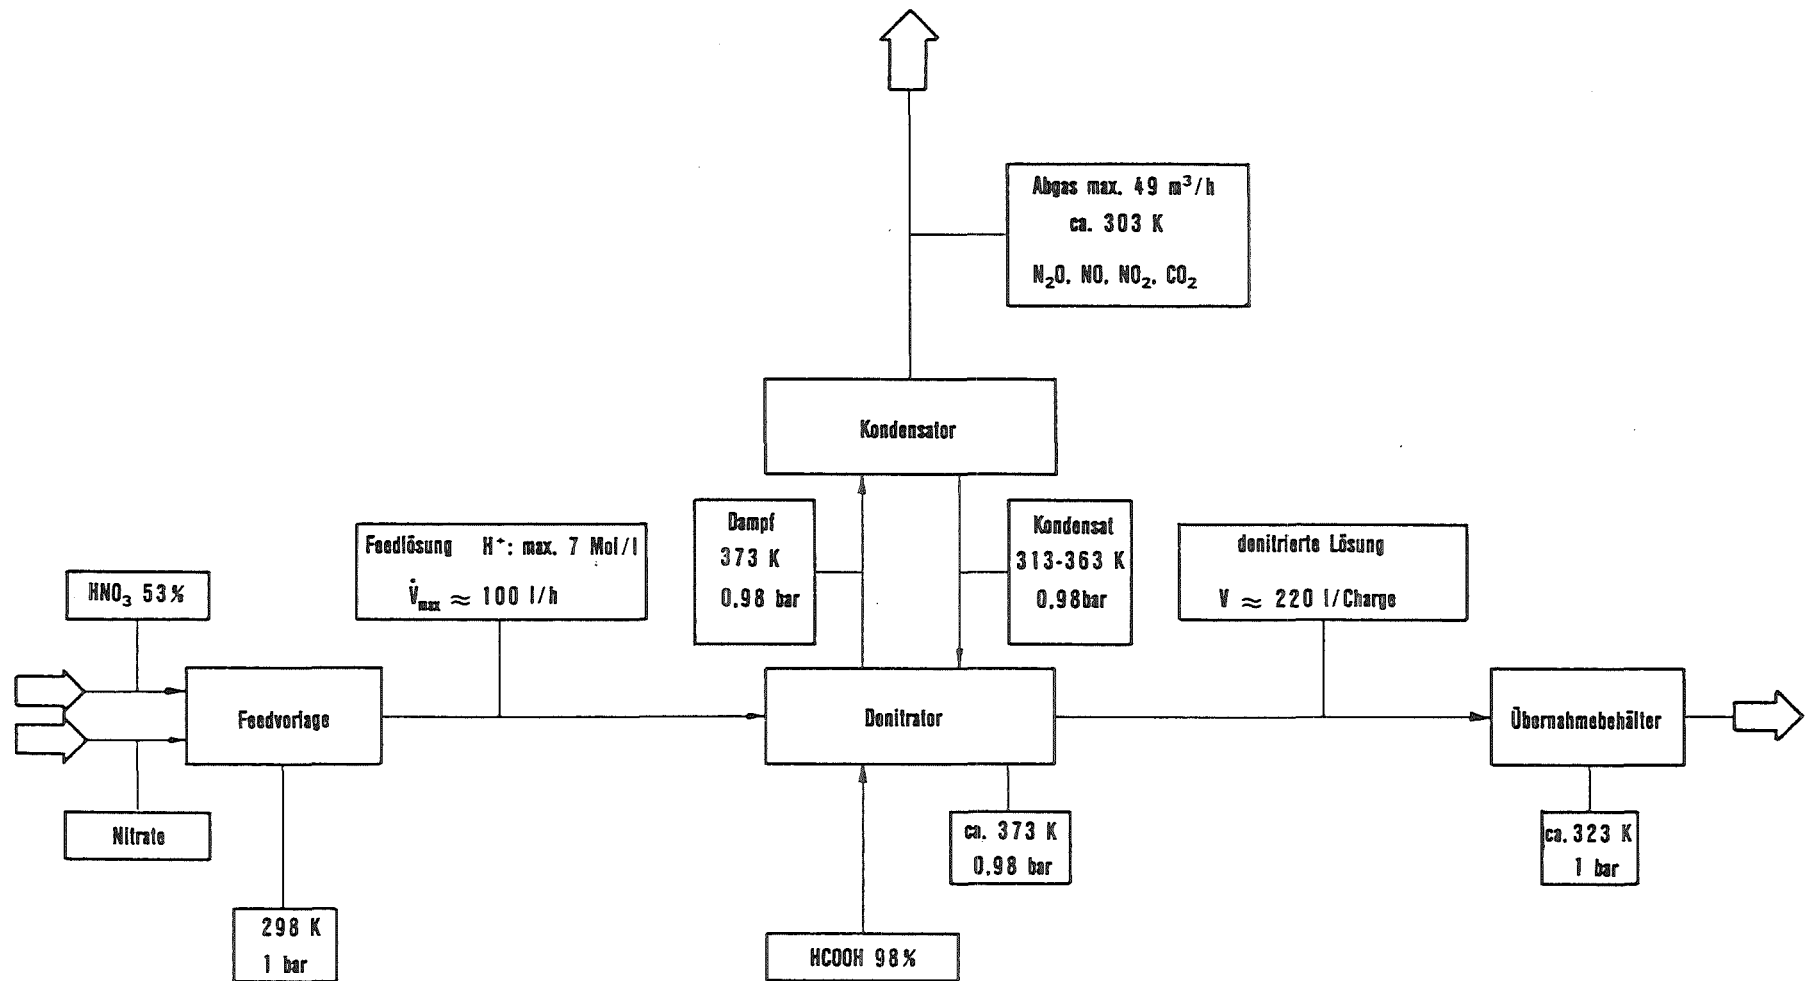 Abgas max. 49 m³/h
ca. 303 K
N₂O, NO, NO₂, CO₂
Kondensator
Dampf
373 K
0.98 bar
Kondensat
313-363 K
0.98bar
Feedlösung H⁺: max. 7 Mol/l
V̇max ≈ 100 l/h
denitrierte Lösung
V ≈ 220 l/Charge
HNO₃ 53%
Feedvorlage
Denitrator
Übernahmebehälter
Nitrate
298 K
1 bar
ca. 373 K
0.98 bar
HCOOH 98%
ca. 323 K
1 bar